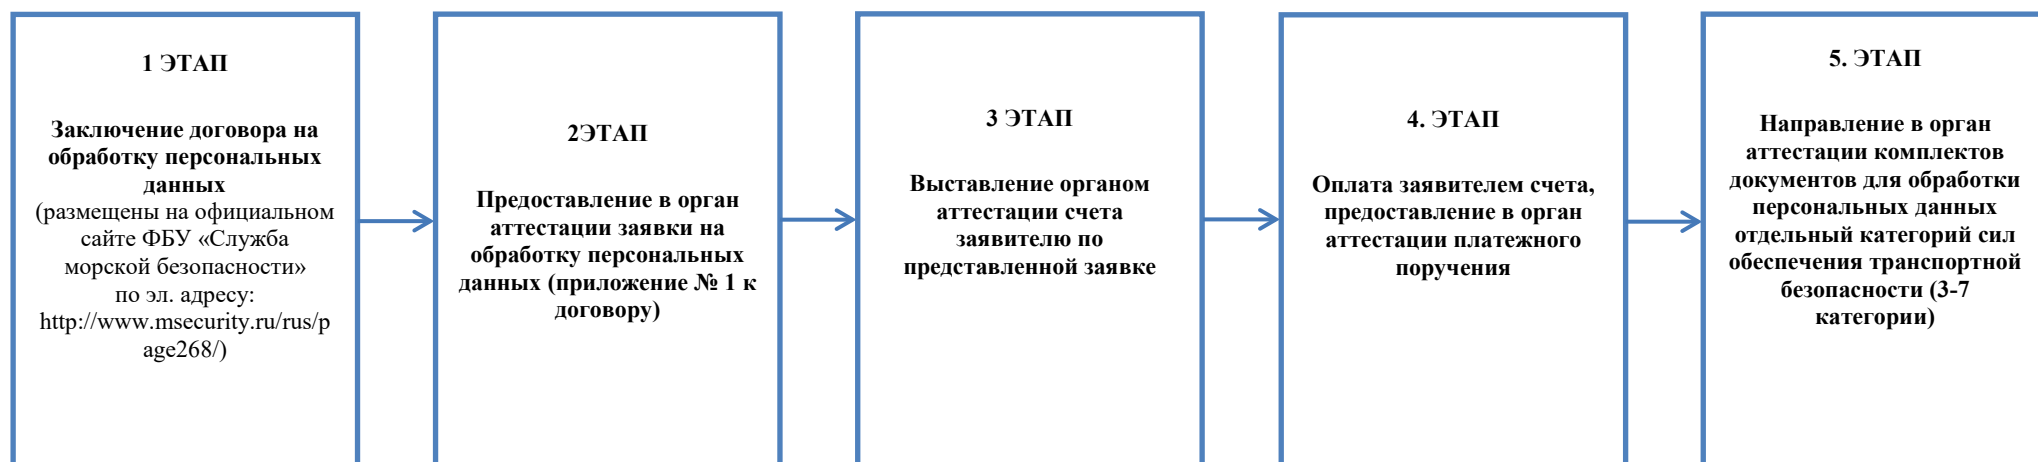 1 ЭТАП
Заключение договора на
обработку персональных
данных
(размещены на официальном
сайте ФБУ «Служба
морской безопасности»
по эл. адресу:
http://www.msecurity.ru/rus/p
age268/)
2ЭТАП
Предоставление в орган
аттестации заявки на
обработку персональных
данных (приложение № 1 к
договору)
3 ЭТАП
Выставление органом
аттестации счета
заявителю по
представленной заявке
4. ЭТАП
Оплата заявителем счета,
предоставление в орган
аттестации платежного
поручения
5. ЭТАП
Направление в орган
аттестации комплектов
документов для обработки
персональных данных
отдельный категорий сил
обеспечения транспортной
безопасности (3-7
категории)